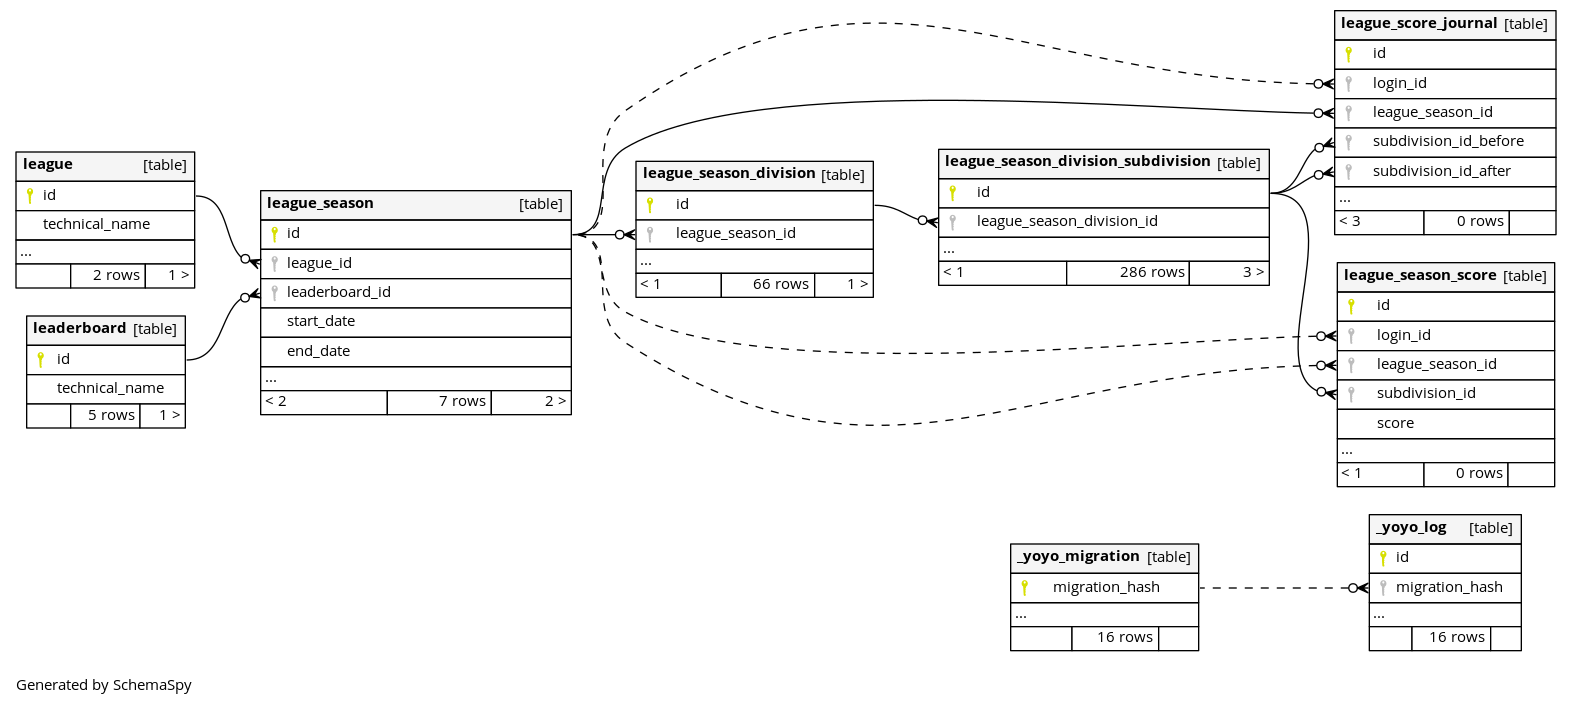 league [table]
id
technical_name
...
2 rows 1 >
leaderboard [table]
id
technical_name
5 rows 1 >
league_season [table]
id
league_id
leaderboard_id
start_date
end_date
...
< 2 7 rows 2 >
league_season_division [table]
id
league_season_id
...
< 1 66 rows 1 >
league_season_division_subdivision [table]
id
league_season_division_id
...
< 1 286 rows 3 >
league_score_journal [table]
id
login_id
league_season_id
subdivision_id_before
subdivision_id_after
...
< 3 0 rows
league_season_score [table]
id
login_id
league_season_id
subdivision_id
score
...
< 1 0 rows
_yoyo_migration [table]
migration_hash
...
16 rows
_yoyo_log [table]
id
migration_hash
...
16 rows
Generated by SchemaSpy